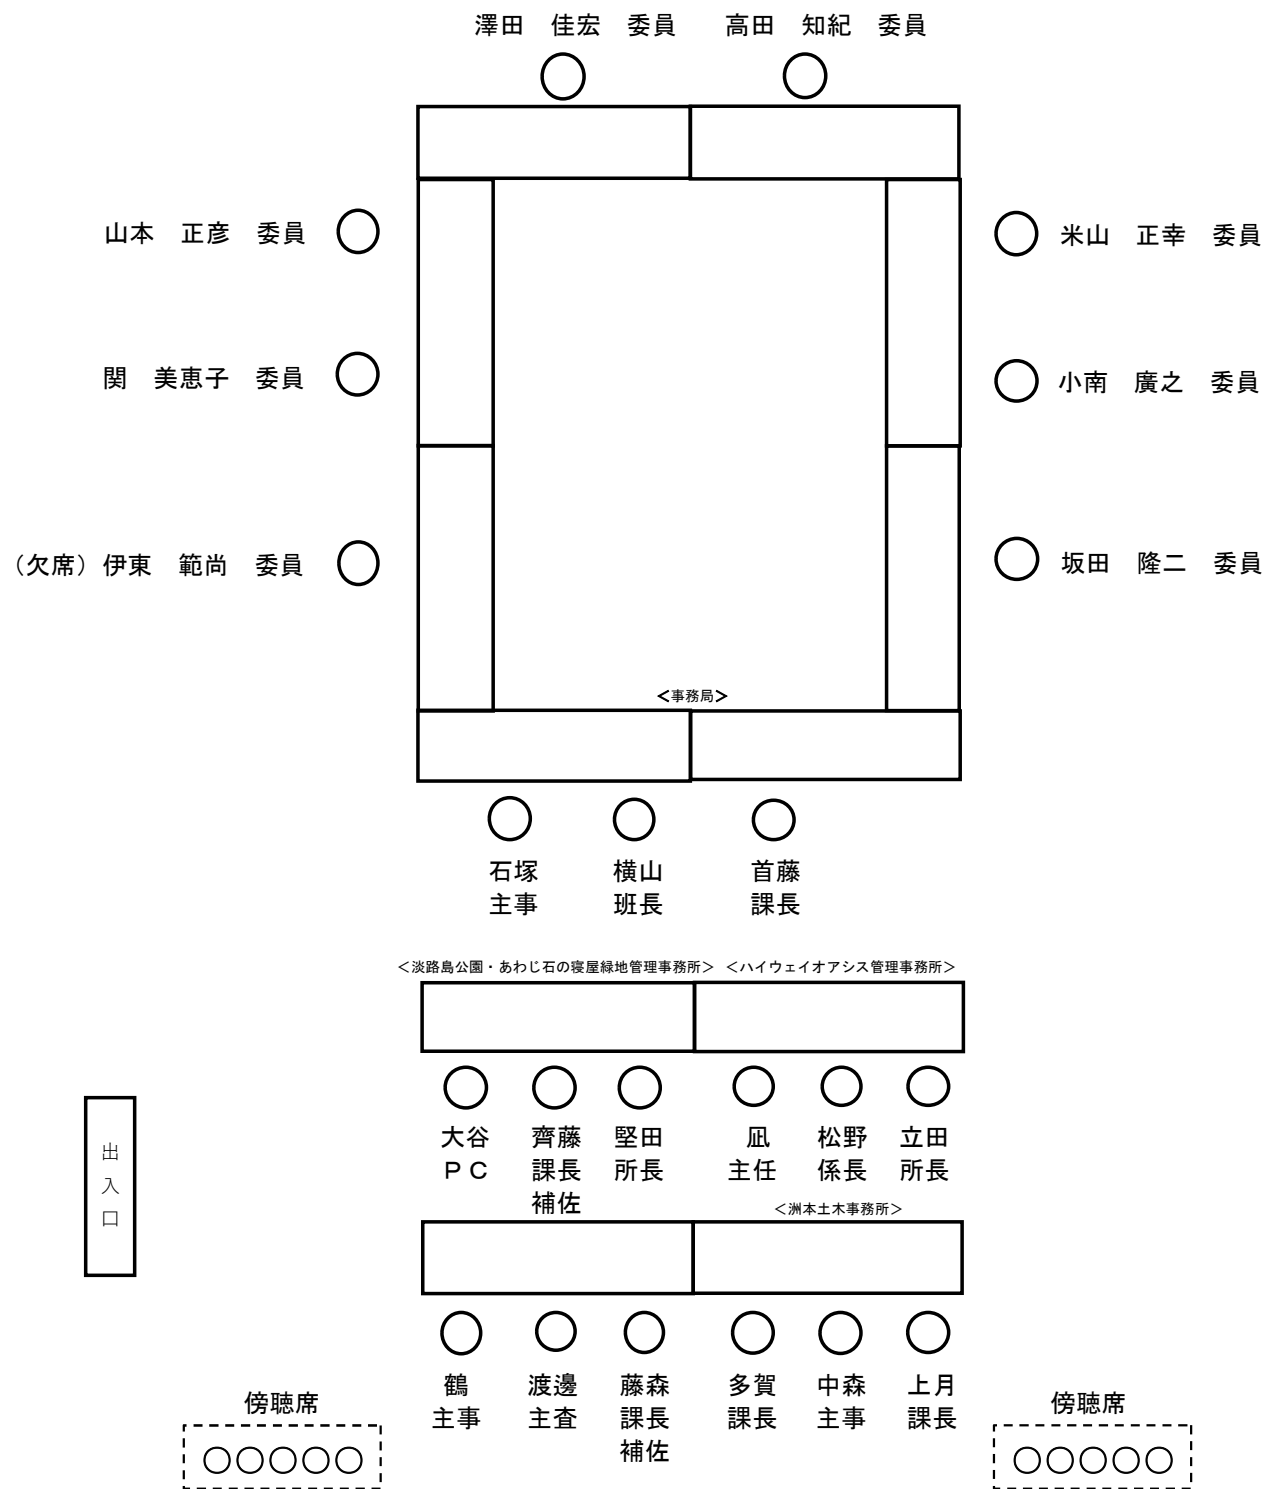 澤田　佳宏　委員　　高田　知紀　委員
山本　正彦　委員
米山　正幸　委員
関　美恵子　委員
小南　廣之　委員
（欠席）伊東　範尚　委員
坂田　隆二　委員
＜事務局＞
石塚
主事
横山
班長
首藤
課長
＜淡路島公園・あわじ石の寝屋緑地管理事務所＞
＜ハイウェイオアシス管理事務所＞
大谷
ＰＣ
齊藤
課長
補佐
堅田
所長
凪
主任
松野
係長
立田
所長
出
入
口
＜洲本土木事務所＞
鶴
主事
渡邊
主査
藤森
課長
補佐
多賀
課長
中森
主事
上月
課長
傍聴席
傍聴席